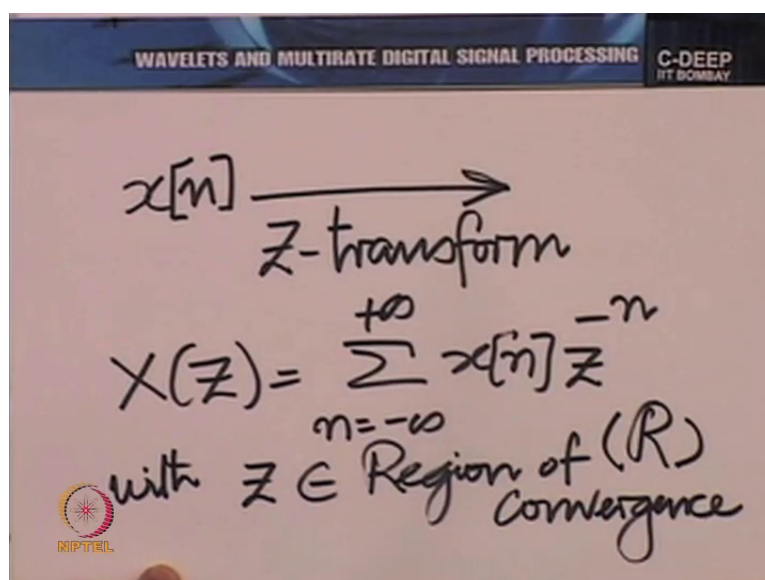 WAVELETS AND MULTIRATE DIGITAL SIGNAL PROCESSING
C-DEEP
IIT BOMBAY
x[n] →
Z-transform
X(Z) = +∞ Σ n=-∞ x[n] Z^-n
with Z ∈ Region of (R)
Convergence
NPTEL